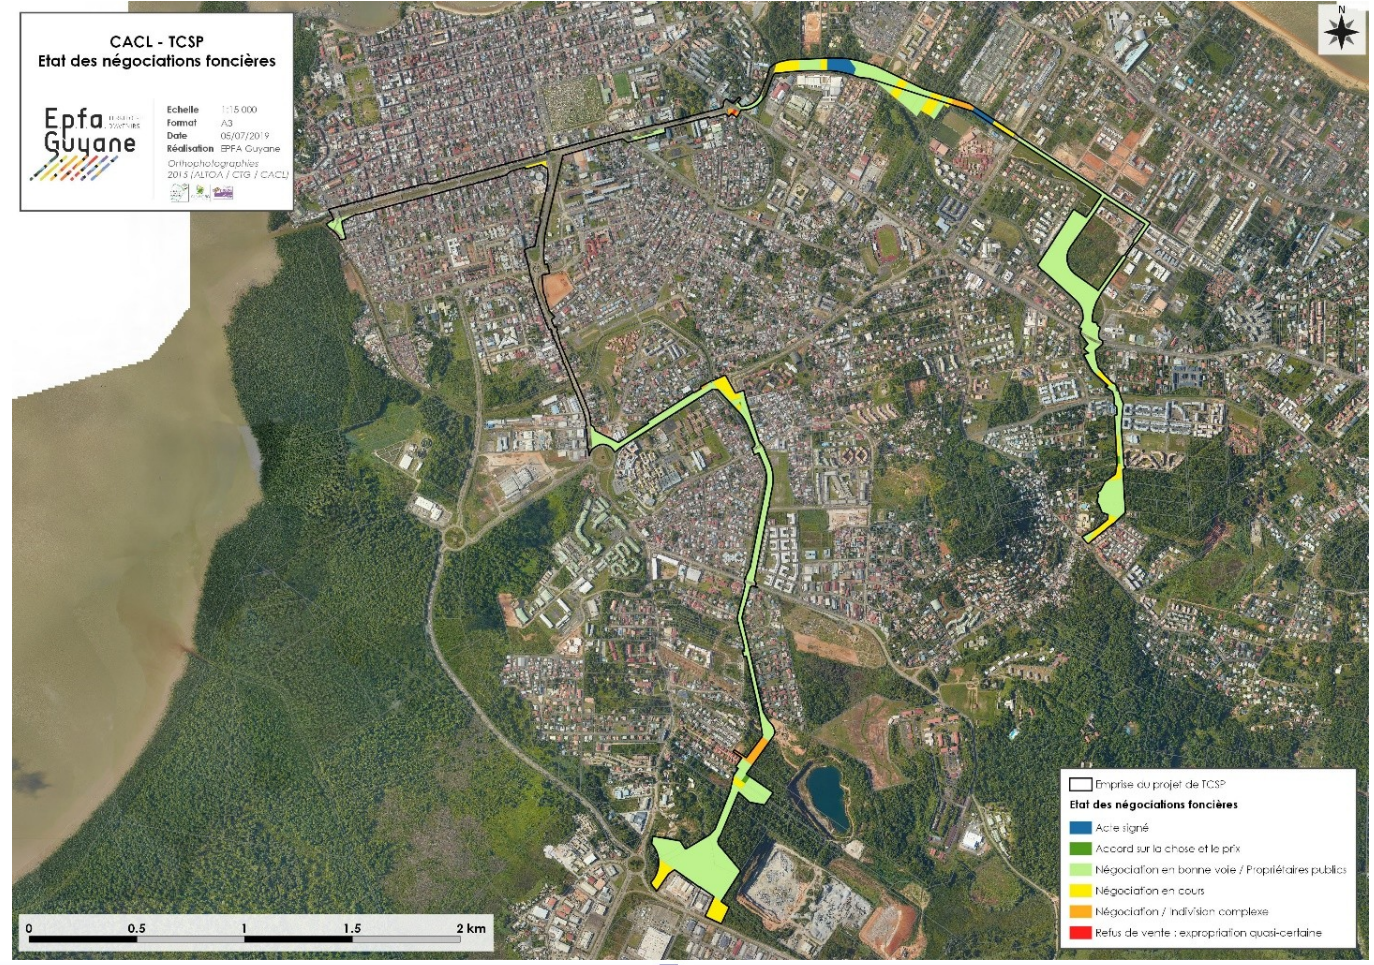 CACL - TCSP
Etat des négociations foncières
Epfa
Guyane
Echelle 1:15 000
Format A3
Date 05/07/2019
Réalisation EPFA Guyane
Orthophotographies
2015 (ALTOA / CTG / CACL)
N
Emprise du projet de TCSP
Etat des négociations foncières
Acte signé
Accord sur la chose et le prix
Négociation en bonne voie / Propriétaires publics
Négociation en cours
Négociation / Indivision complexe
Refus de vente : expropriation quasi-certaine
0 0.5 1 1.5 2 km